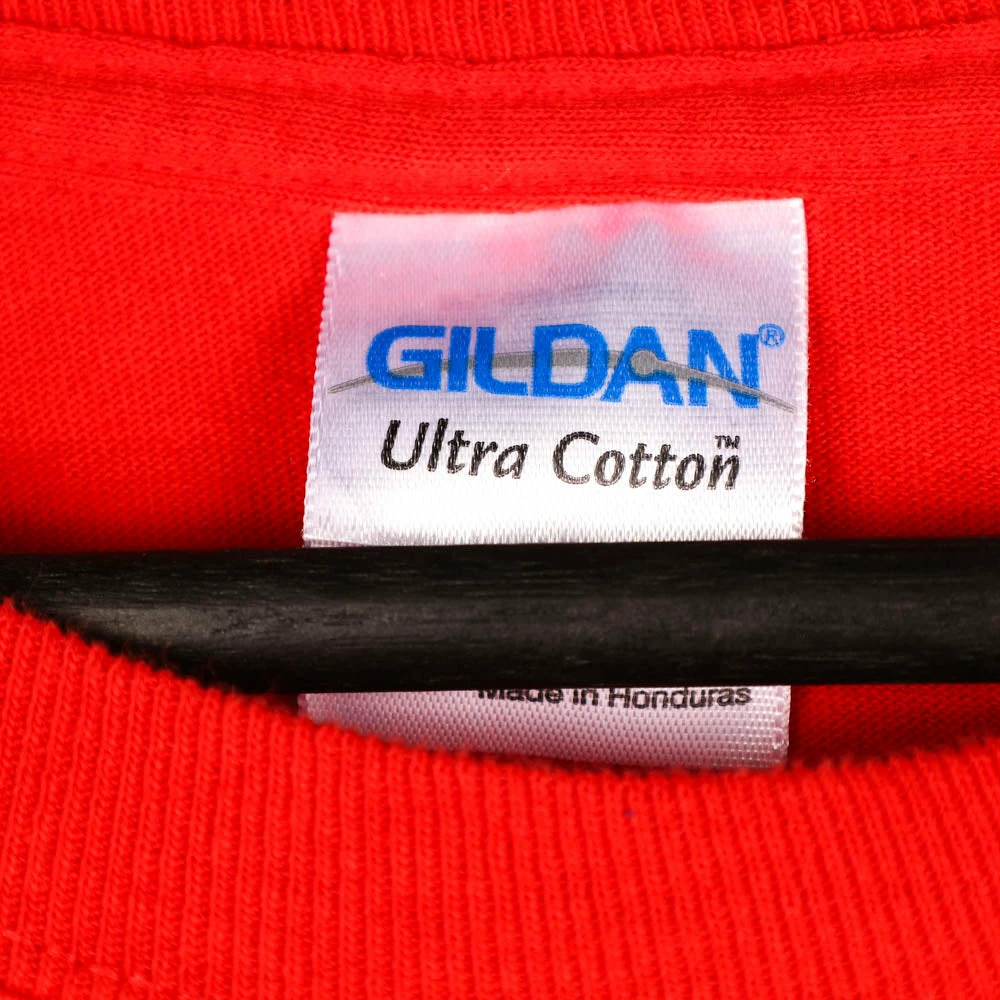 GILDAN®
Ultra Cotton™
Made in Honduras